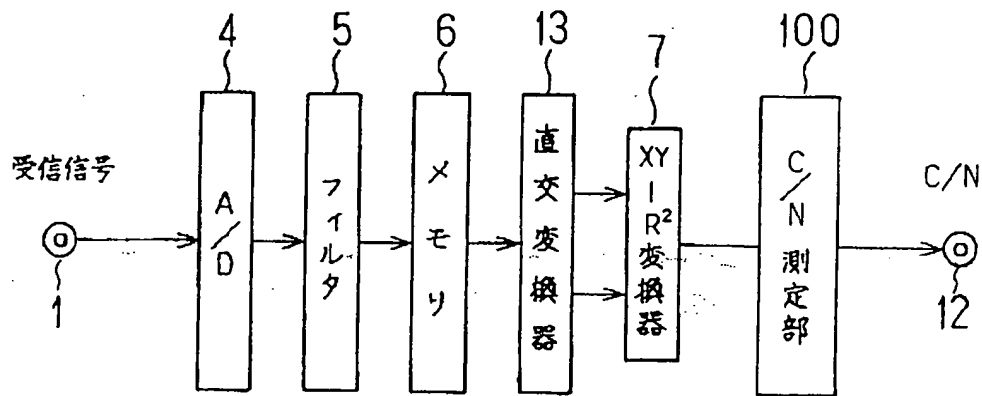 4
5
6
13
7
100
受信信号
1
A/D
フィルタ
メモリ
直交変換器
XY
|
R²
変換器
C/N
測定部
C/N
12